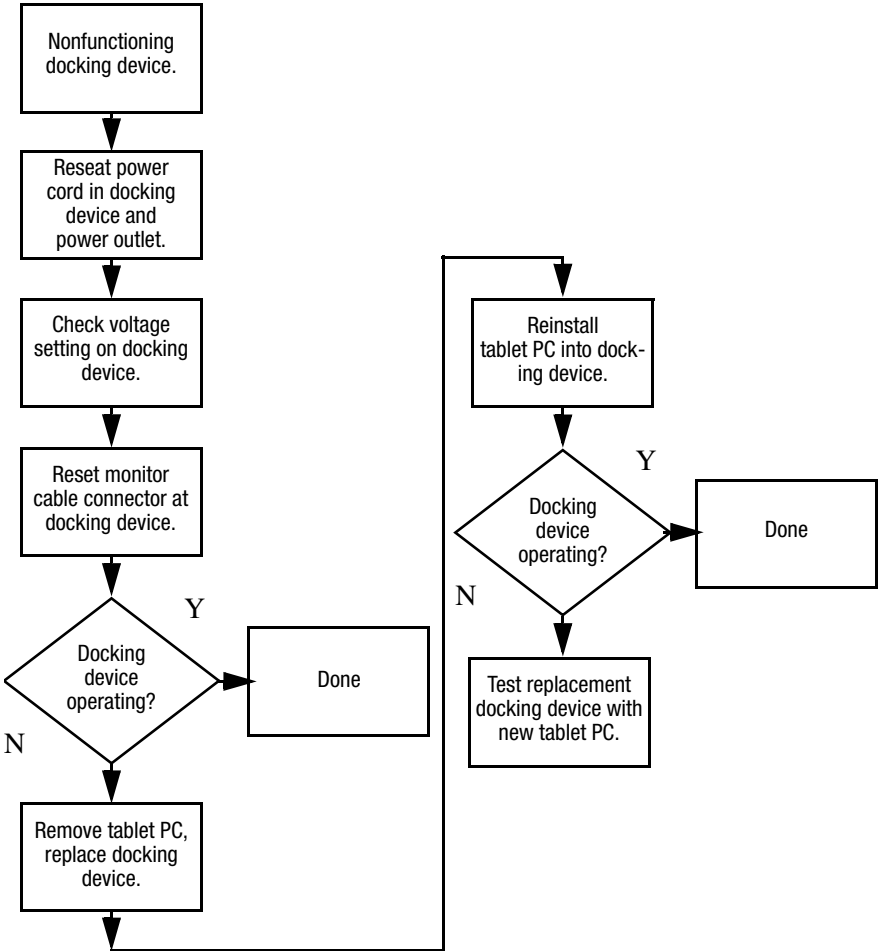 Nonfunctioning
docking device.
Reseat power
cord in docking
device and
power outlet.
Check voltage
setting on docking
device.
Reset monitor
cable connector at
docking device.
Y
Docking
device
operating?
Done
N
Remove tablet PC,
replace docking
device.
Reinstall
tablet PC into dock-
ing device.
Y
Docking
device
operating?
Done
N
Test replacement
docking device with
new tablet PC.